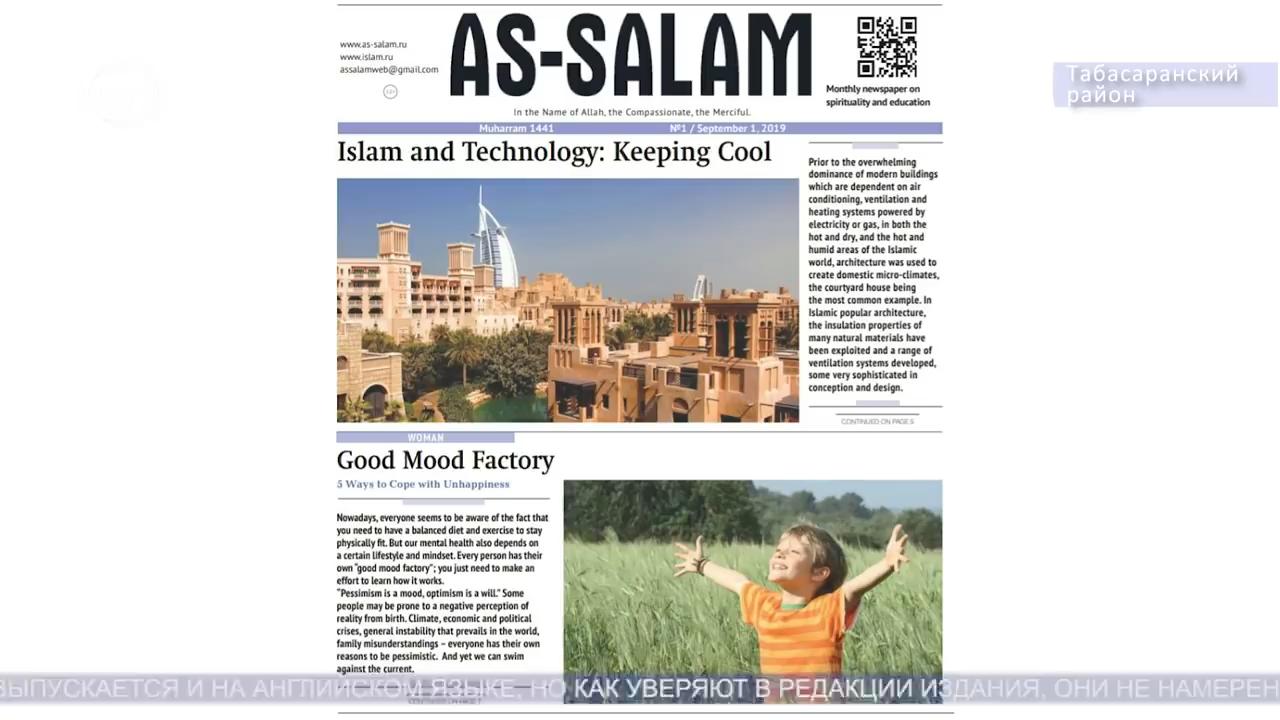 www.as-salam.ru
www.islam.ru
assalamweb@gmail.com
12+
AS-SALAM
In the Name of Allah, the Compassionate, the Merciful.
Monthly newspaper on
spirituality and education
Табасаранский
район
Muharram 1441
№1 / September 1, 2019
Islam and Technology: Keeping Cool
Prior to the overwhelming
dominance of modern buildings
which are dependent on air
conditioning, ventilation and
heating systems powered by
electricity or gas, in both the
hot and dry, and the hot and
humid areas of the Islamic
world, architecture was used to
create domestic micro-climates,
the courtyard house being
the most common example. In
Islamic popular architecture,
the insulation properties of
many natural materials have
been exploited and a range of
ventilation systems developed,
some very sophisticated in
conception and design.
CONTINUED ON PAGE 5
WOMAN
Good Mood Factory
5 Ways to Cope with Unhappiness
Nowadays, everyone seems to be aware of the fact that
you need to have a balanced diet and exercise to stay
physically fit. But our mental health also depends on
a certain lifestyle and mindset. Every person has their
own "good mood factory"; you just need to make an
effort to learn how it works.
"Pessimism is a mood, optimism is a will." Some
people may be prone to a negative perception of
reality from birth. Climate, economic and political
crises, general instability that prevails in the world,
family misunderstandings – everyone has their own
reasons to be pessimistic. And yet we can swim
against the current.
ВЫПУСКАЕТСЯ И НА АНГЛИЙСКОМ ЯЗЫКЕ, НО КАК УВЕРЯЮТ В РЕДАКЦИИ ИЗДАНИЯ, ОНИ НЕ НАМЕРЕН